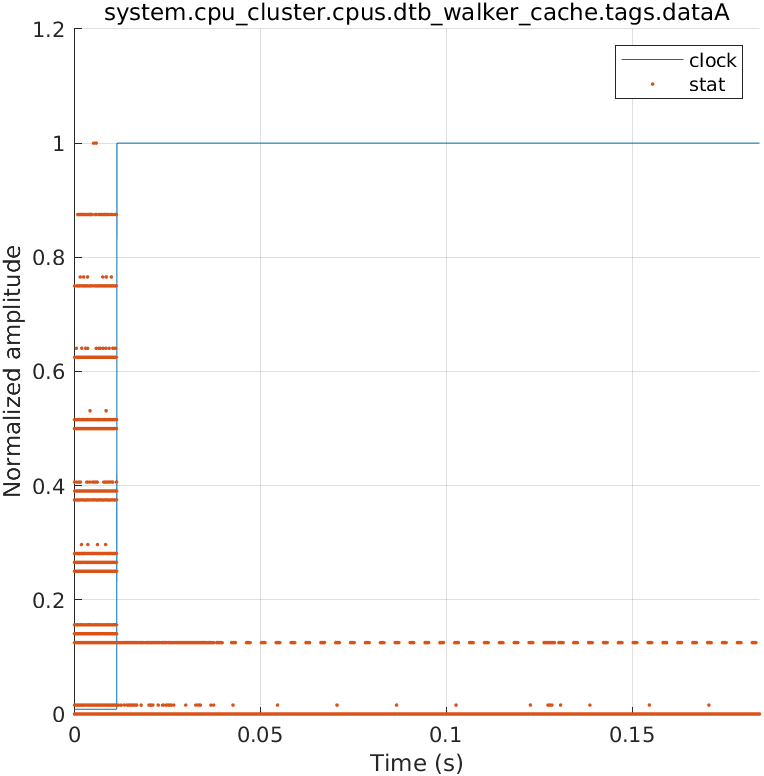 system.cpu_cluster.cpus.dtb_walker_cache.tags.dataA
1.2
clock
stat
1
0.8
0.6
0.4
0.2
0
Normalized amplitude
0
0.05
0.1
0.15
Time (s)